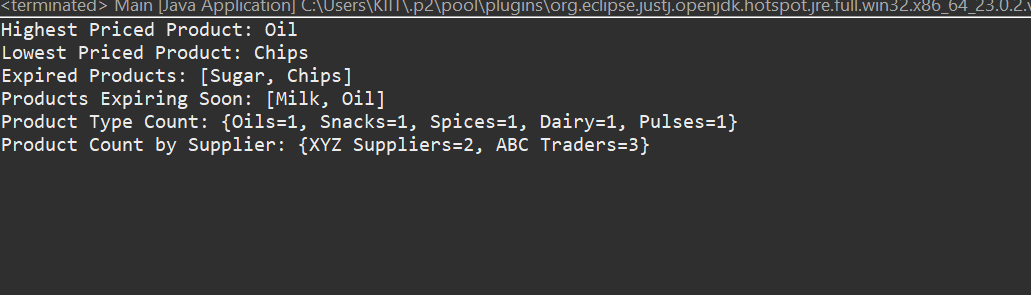 <terminated> Main [Java Application] C:\Users\KIIT\.p2\pool\plugins\org.eclipse.justj.openjdk.hotspot.jre.full.win32.x86_64_23.0.2.v
Highest Priced Product: Oil
Lowest Priced Product: Chips
Expired Products: [Sugar, Chips]
Products Expiring Soon: [Milk, Oil]
Product Type Count: {Oils=1, Snacks=1, Spices=1, Dairy=1, Pulses=1}
Product Count by Supplier: {XYZ Suppliers=2, ABC Traders=3}